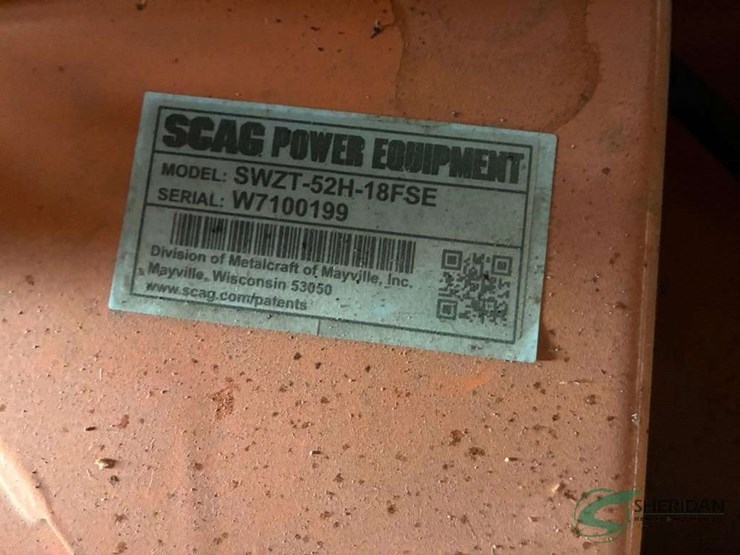 SCAG POWER EQUIPMENT
MODEL: SWZT-52H-18FSE
SERIAL: W7100199
Division of Metalcraft of Mayville, Inc.
Mayville, Wisconsin 53050
www.scag.com/patents
SHERIDAN